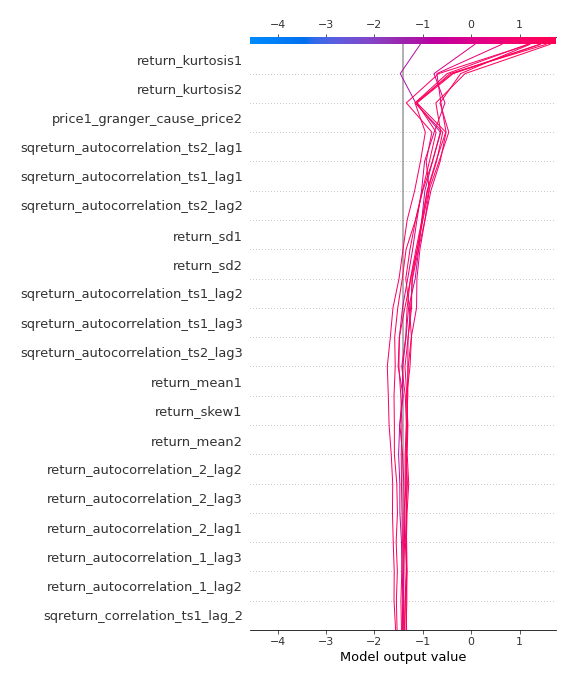 −4 −3 −2 −1 0 1
return_kurtosis1
return_kurtosis2
price1_granger_cause_price2
sqreturn_autocorrelation_ts2_lag1
sqreturn_autocorrelation_ts1_lag1
sqreturn_autocorrelation_ts2_lag2
return_sd1
return_sd2
sqreturn_autocorrelation_ts1_lag2
sqreturn_autocorrelation_ts1_lag3
sqreturn_autocorrelation_ts2_lag3
return_mean1
return_skew1
return_mean2
return_autocorrelation_2_lag2
return_autocorrelation_2_lag3
return_autocorrelation_2_lag1
return_autocorrelation_1_lag3
return_autocorrelation_1_lag2
sqreturn_correlation_ts1_lag_2
−4 −3 −2 −1 0 1
Model output value